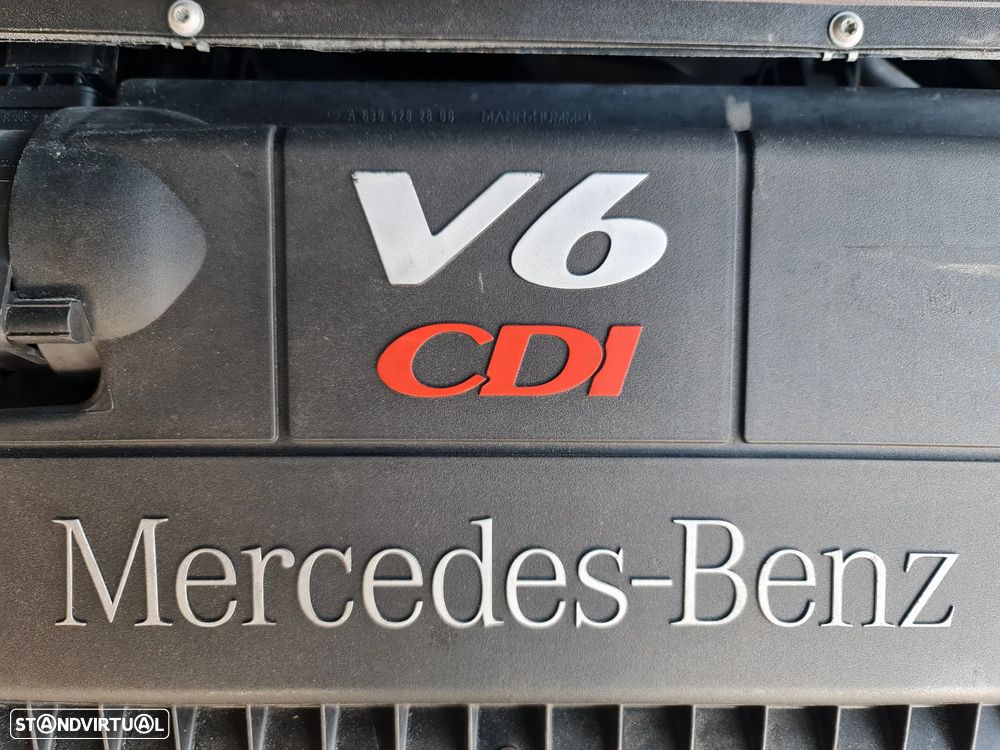 A 639 528 28 06 MANN+HUMMEL
V6
CDI
Mercedes-Benz
STANDVIRTUAL